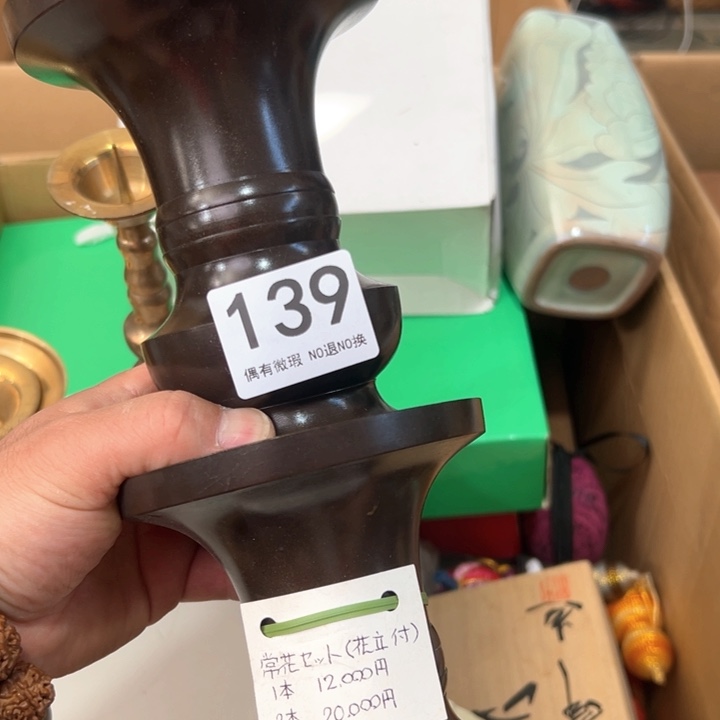 139
偶有微瑕 NO退NO换
常花セット(花立付)
1本 12.000円
2本 20.000円